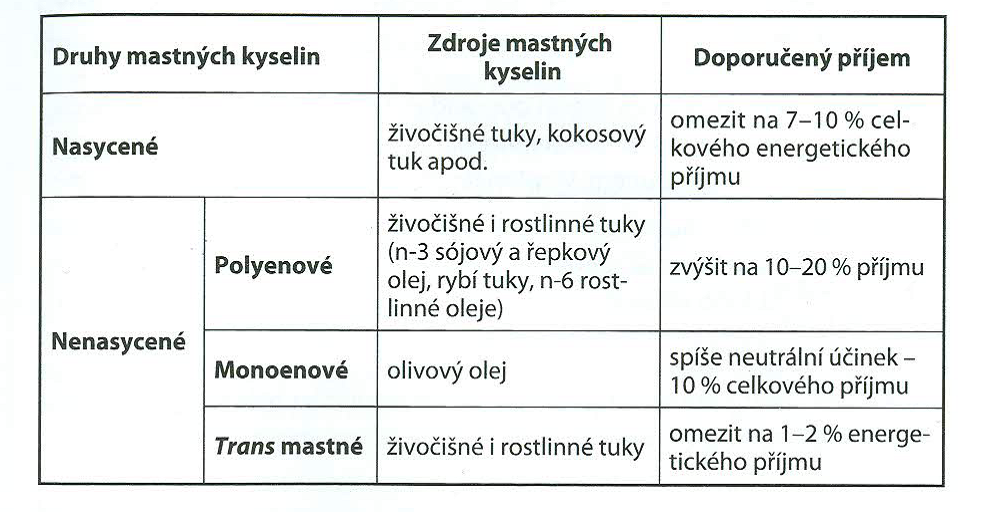 Druhy mastných kyselin
Zdroje mastných
kyselin
Doporučený příjem
Nasycené
živočišné tuky, kokosový
tuk apod.
omezit na 7–10 % cel-
kového energetického
příjmu
Nenasycené
Polyenové
živočišné i rostlinné tuky
(n-3 sójový a řepkový
olej, rybí tuky, n-6 rost-
linné oleje)
zvýšit na 10–20 % příjmu
Monoenové
olivový olej
spíše neutrální účinek –
10 % celkového příjmu
Trans mastné
živočišné i rostlinné tuky
omezit na 1–2 % energe-
tického příjmu